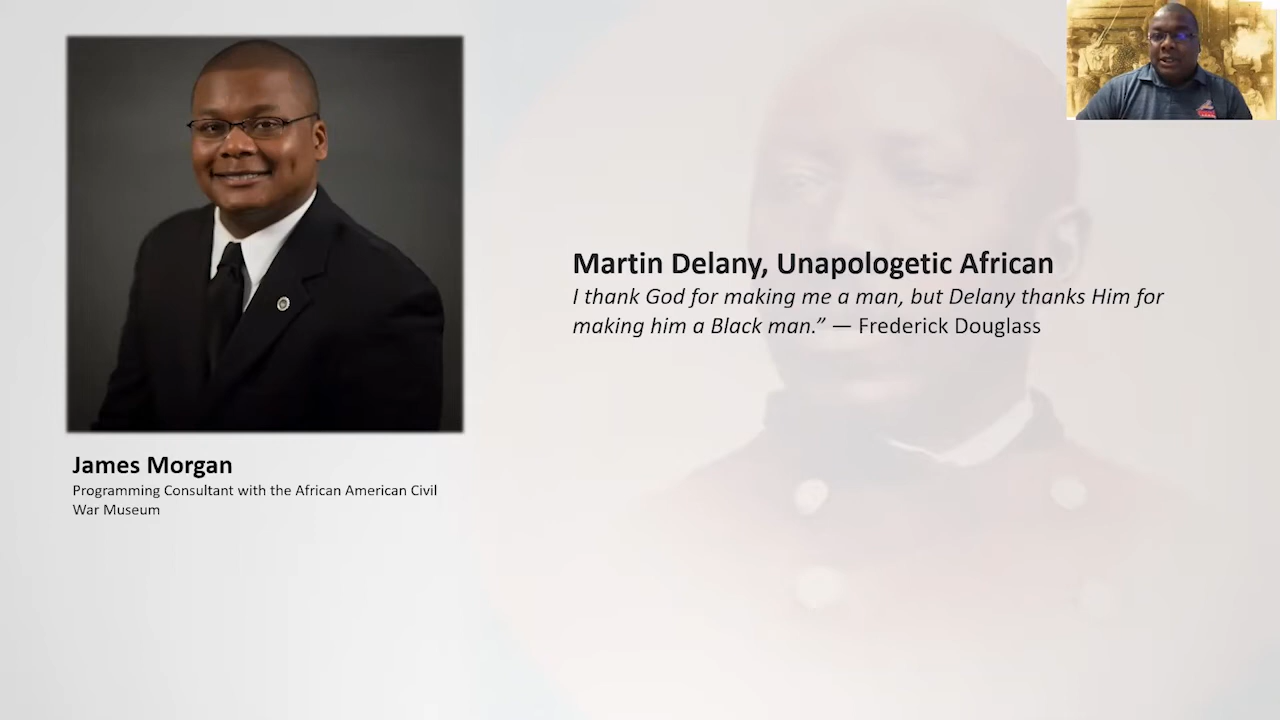 Martin Delany, Unapologetic African
I thank God for making me a man, but Delany thanks Him for
making him a Black man.” — Frederick Douglass
James Morgan
Programming Consultant with the African American Civil
War Museum